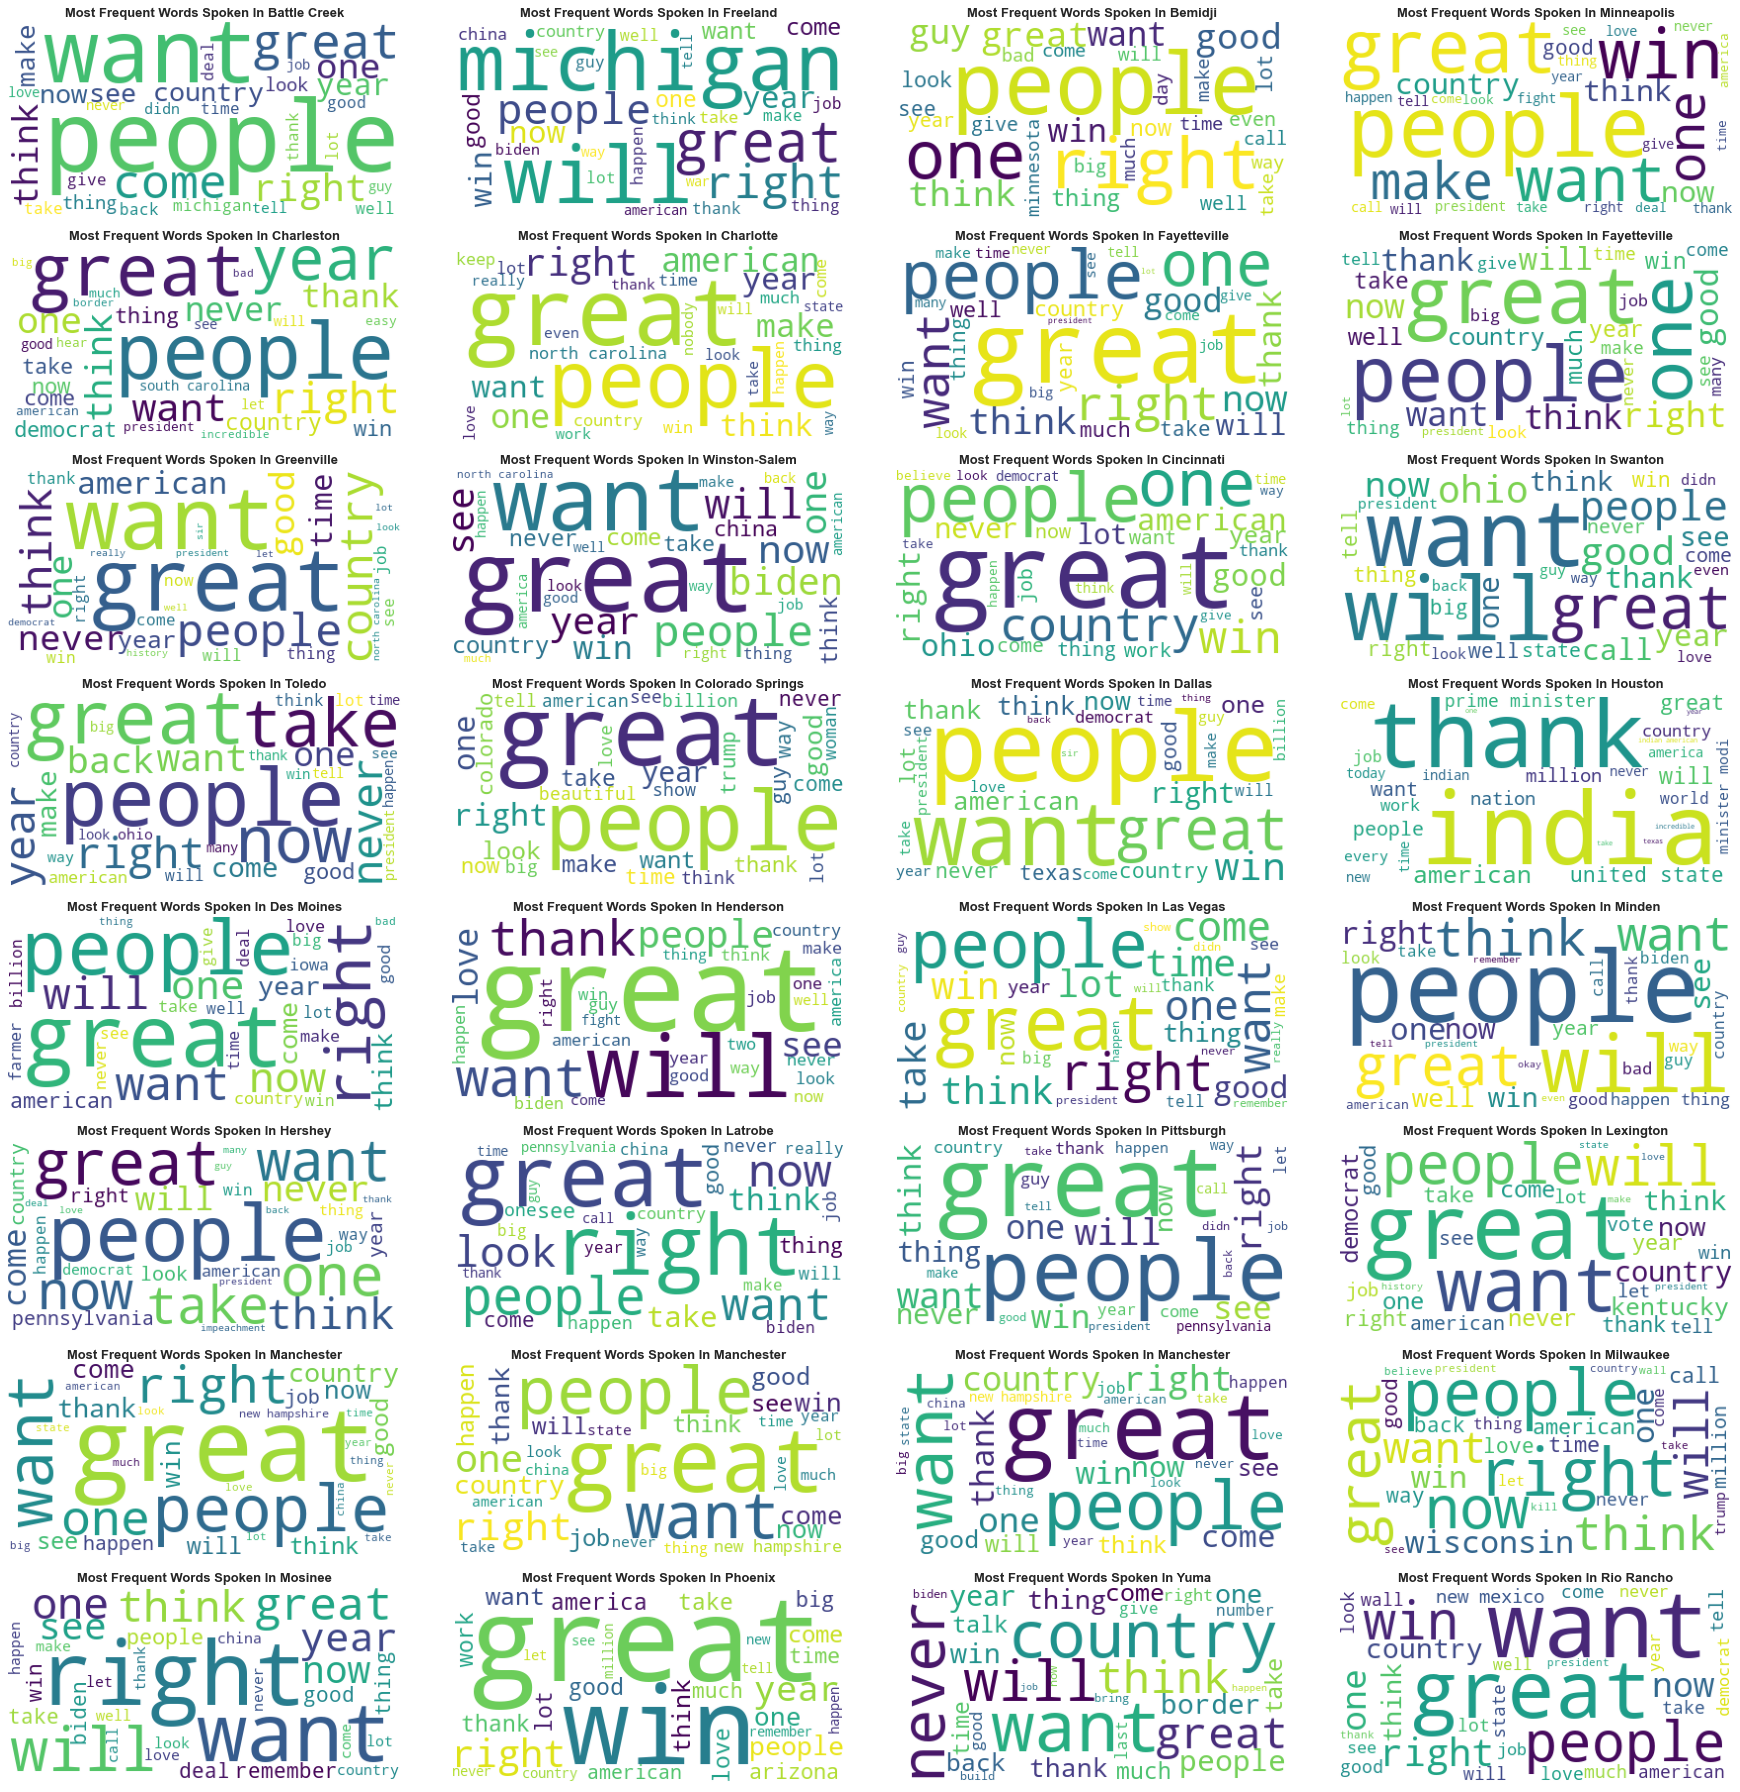 Most Frequent Words Spoken In Battle Creek
make want great
deal job one
love now see country look year
never didn time good
think people thank lot
give come right guy
take thing back michigan tell well
Most Frequent Words Spoken In Freeland
china country well want come
see guy tell
michigan
good people one year job
now think take make
win biden happen great
will way lot war right
american thank thing
Most Frequent Words Spoken In Bemidji
guy great want good
bad come will
look people day make lot
see year give win now time even
one minnesota right call
big much way
think thing well take
Most Frequent Words Spoken In Minneapolis
great see love never
good thing win america
country year think
happen tell come look fight
people give one time
make want now
call will president take right deal thank
Most Frequent Words Spoken In Charleston
big great bad year
much border never thank
one thing see will easy
good hear think people
take now south carolina
come want let right
american democrat president incredible country win
Most Frequent Words Spoken In Charlotte
keep lot right american
really thank time year come
great much state
even nobody will make
north carolina look thing
want people take happen
one country win think way
love work
Most Frequent Words Spoken In Fayetteville
make time never tell
people see lot one
many well country good give
president come thank
win want thing great job
year big right now
look think much take will
Most Frequent Words Spoken In Fayetteville
tell thank give will time win come
take great job one good
now big
well country year
people much make never see many
lot want think right
thing president look
Most Frequent Words Spoken In Greenville
thank american good time country
want sir lot look
think really president let job
one right great now see
democrat well north carolina
never year come people
win history will thing
Most Frequent Words Spoken In Winston-Salem
north carolina make back
see happen want will one american
never come china
well take now
great look way biden
america good job
year people think
country win right thing
much
Most Frequent Words Spoken In Cincinnati
believe look democrat one time
people way
never now lot american
take want year thank
right great job think will good
happen give see
ohio country win
come thing work
Most Frequent Words Spoken In Swanton
now ohio think win didn
president want people
tell never see
good come
thing back guy way thank even
will big one great
right look well state call year
love
Most Frequent Words Spoken In Toledo
country great take think lot time
big
back want thank one see
year make people win tell happen
never president
look ohio many now
way right come
american will good
Most Frequent Words Spoken In Colorado Springs
tell american see billion never
one colorado great love trump guy way good woman
take year come
beautiful show
right people
look make want thank
now big time think lot
Most Frequent Words Spoken In Dallas
thank think now time thing one
see back democrat guy
lot president people sir good make billion
love
american right will
take want great
year never texas come country win
Most Frequent Words Spoken In Houston
come prime minister great
thank one year
job country
indian american america
today million never will
want indian nation world minister modi
work
people india incredible
every time take texas
new american united state
Most Frequent Words Spoken In Des Moines
thing love bad
people give deal big good
billion iowa
will one year right
take well lot
farmer great see come make
never time think
american want now country win
Most Frequent Words Spoken In Henderson
thank people country
love thing think make
great job one america
right win guy well
happen fight
american two see
want will year way never
good look
biden come now
Most Frequent Words Spoken In Las Vegas
guy people show come
didn see
country win year lot time want
will thank make
great one
take now big happen thing really
think right never good
president tell remember
Most Frequent Words Spoken In Minden
right think want
look take remember call thank biden
people see
one now year country
tell president way
great okay will bad guy
american well win even good happen thing
Most Frequent Words Spoken In Hershey
country great many want
guy
come deal right will win never thank
love back thing
happen people way year
democrat look american job
now president one
pennsylvania take think
impeachment
Most Frequent Words Spoken In Latrobe
time pennsylvania china good never really
great now
guy think job
one see call country
big
look right year way thing
thank will
people make
come happen take want
biden
Most Frequent Words Spoken In Pittsburgh
country take thank happen way
think great right let
guy call
tell now
one will didn job
thing people back
make
want win year come see
never good president pennsylvania
Most Frequent Words Spoken In Lexington
good people state will
love
democrat take come lot think
make
great vote now
see year win
job history want country
one let president
right american never kentucky
thank tell
Most Frequent Words Spoken In Manchester
come right country
american job now
want thank look new hampshire time good
state great year
much win thing never
one love people china
big see happen will lot think take
Most Frequent Words Spoken In Manchester
happen thank people good
see win
will state think time year
one look great lot
country china big love much
american want come
right job now
take never thing new hampshire
Most Frequent Words Spoken In Manchester
want country job right happen
new hampshire american take
big state china lot thank great love
much time
win now never see
thing look
one people
good will year think come
Most Frequent Words Spoken In Milwaukee
believe president country wall
great good people one come call
back thing american will
want love time take million
win right
way let never
now kill trump
see wisconsin think
Most Frequent Words Spoken In Mosinee
one think great
see people china year
happen make thank
win let right now thing
biden never good
take well want
will call look come lot
love deal remember country
Most Frequent Words Spoken In Phoenix
want america take big
work great new come
see million time
let tell
good much year
thank lot win think one happen
remember
right love people
never country american arizona
Most Frequent Words Spoken In Yuma
biden year thing come right one
give number
never talk country
win will think take
job now bring happen
time good want border
last great
back thank much people
build
Most Frequent Words Spoken In Rio Rancho
look wall new mexico come never
win want tell
country well president year
one think great now democrat
lot state take
thank
see right job people
good will love much american